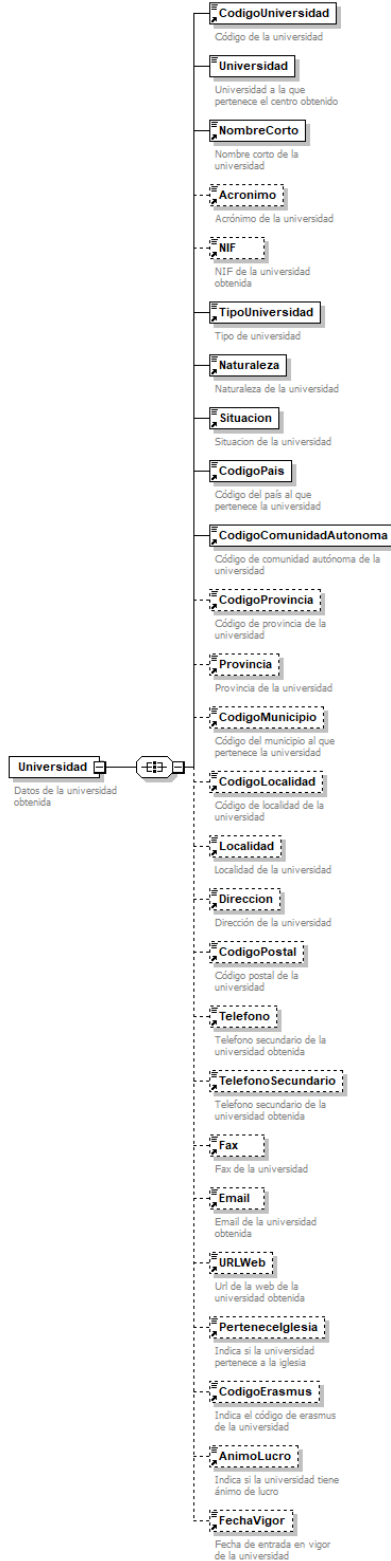 CodigoUniversidad
Código de la universidad
Universidad
Universidad a la que
pertenece el centro obtenido
NombreCorto
Nombre corto de la
universidad
Acronimo
Acrónimo de la universidad
NIF
NIF de la universidad
obtenida
TipoUniversidad
Tipo de universidad
Naturaleza
Naturaleza de la universidad
Situacion
Situacion de la universidad
CodigoPais
Código del país al que
pertenece la universidad
CodigoComunidadAutonoma
Código de comunidad autónoma de la
universidad
CodigoProvincia
Código de provincia de la
universidad
Provincia
Provincia de la universidad
CodigoMunicipio
Código del municipio al que
pertenece la universidad
Universidad
Datos de la universidad
obtenida
CodigoLocalidad
Código de localidad de la
universidad
Localidad
Localidad de la universidad
Direccion
Dirección de la universidad
CodigoPostal
Código postal de la
universidad
Telefono
Telefono secundario de la
universidad obtenida
TelefonoSecundario
Telefono secundario de la
universidad obtenida
Fax
Fax de la universidad
Email
Email de la universidad
obtenida
URLWeb
Url de la web de la
universidad obtenida
PerteneceIglesia
Indica si la universidad
pertenece a la iglesia
CodigoErasmus
Indica el código de erasmus
de la universidad
AnimoLucro
Indica si la universidad tiene
ánimo de lucro
FechaVigor
Fecha de entrada en vigor
de la universidad